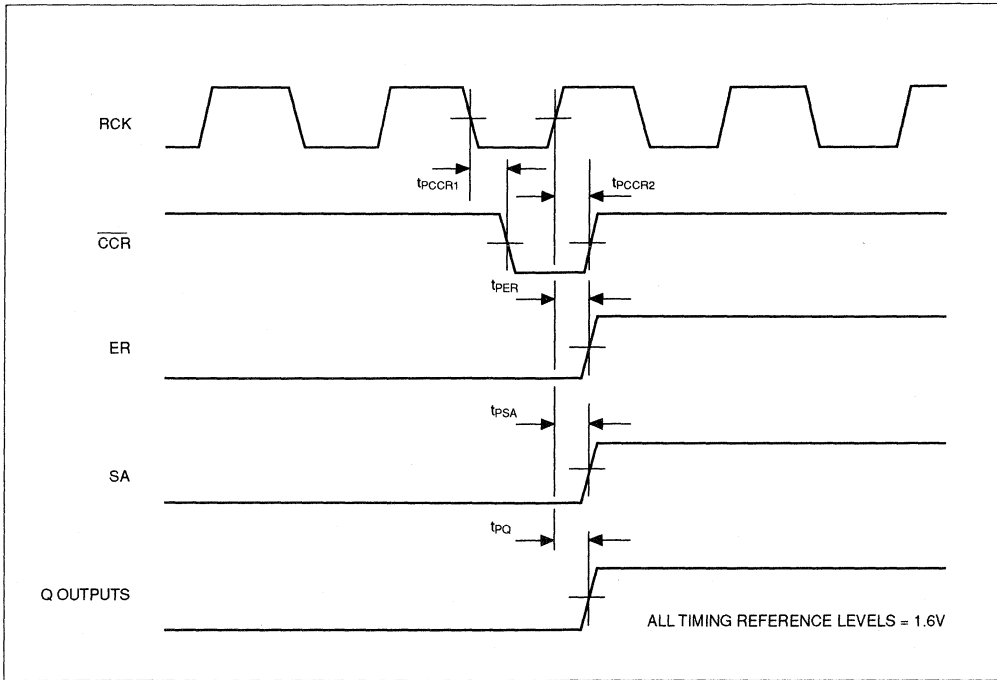 RCK
tPCCR1
tPCCR2
CCR
tPER
ER
tPSA
SA
tPQ
Q OUTPUTS
ALL TIMING REFERENCE LEVELS = 1.6V